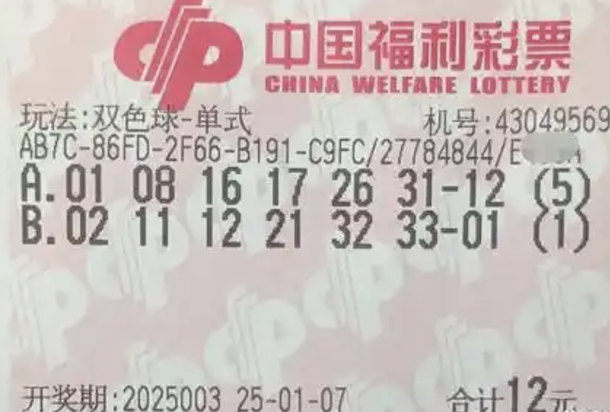 中国福利彩票
CHINA WELFARE LOTTERY
玩法:双色球-单式 机号:43049569
AB7C-86FD-2F66-B191-C9FC/27784844/E
A.01 08 16 17 26 31-12 (5)
B.02 11 12 21 32 33-01 (1)
开奖期:2025003 25-01-07 合计12元